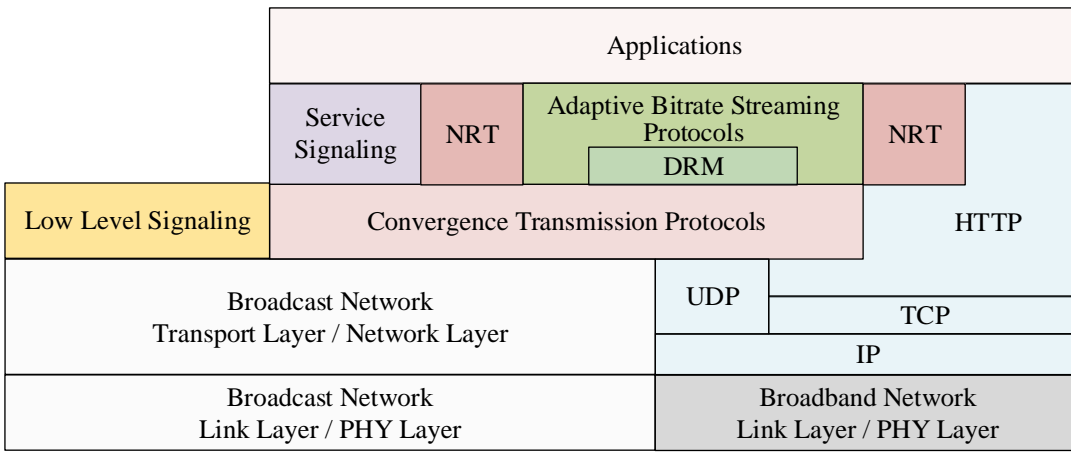 Applications
Service
Signaling
NRT
Adaptive Bitrate Streaming
Protocols
DRM
NRT
HTTP
Low Level Signaling
Convergence Transmission Protocols
Broadcast Network
Transport Layer / Network Layer
UDP
TCP
IP
Broadcast Network
Link Layer / PHY Layer
Broadband Network
Link Layer / PHY Layer